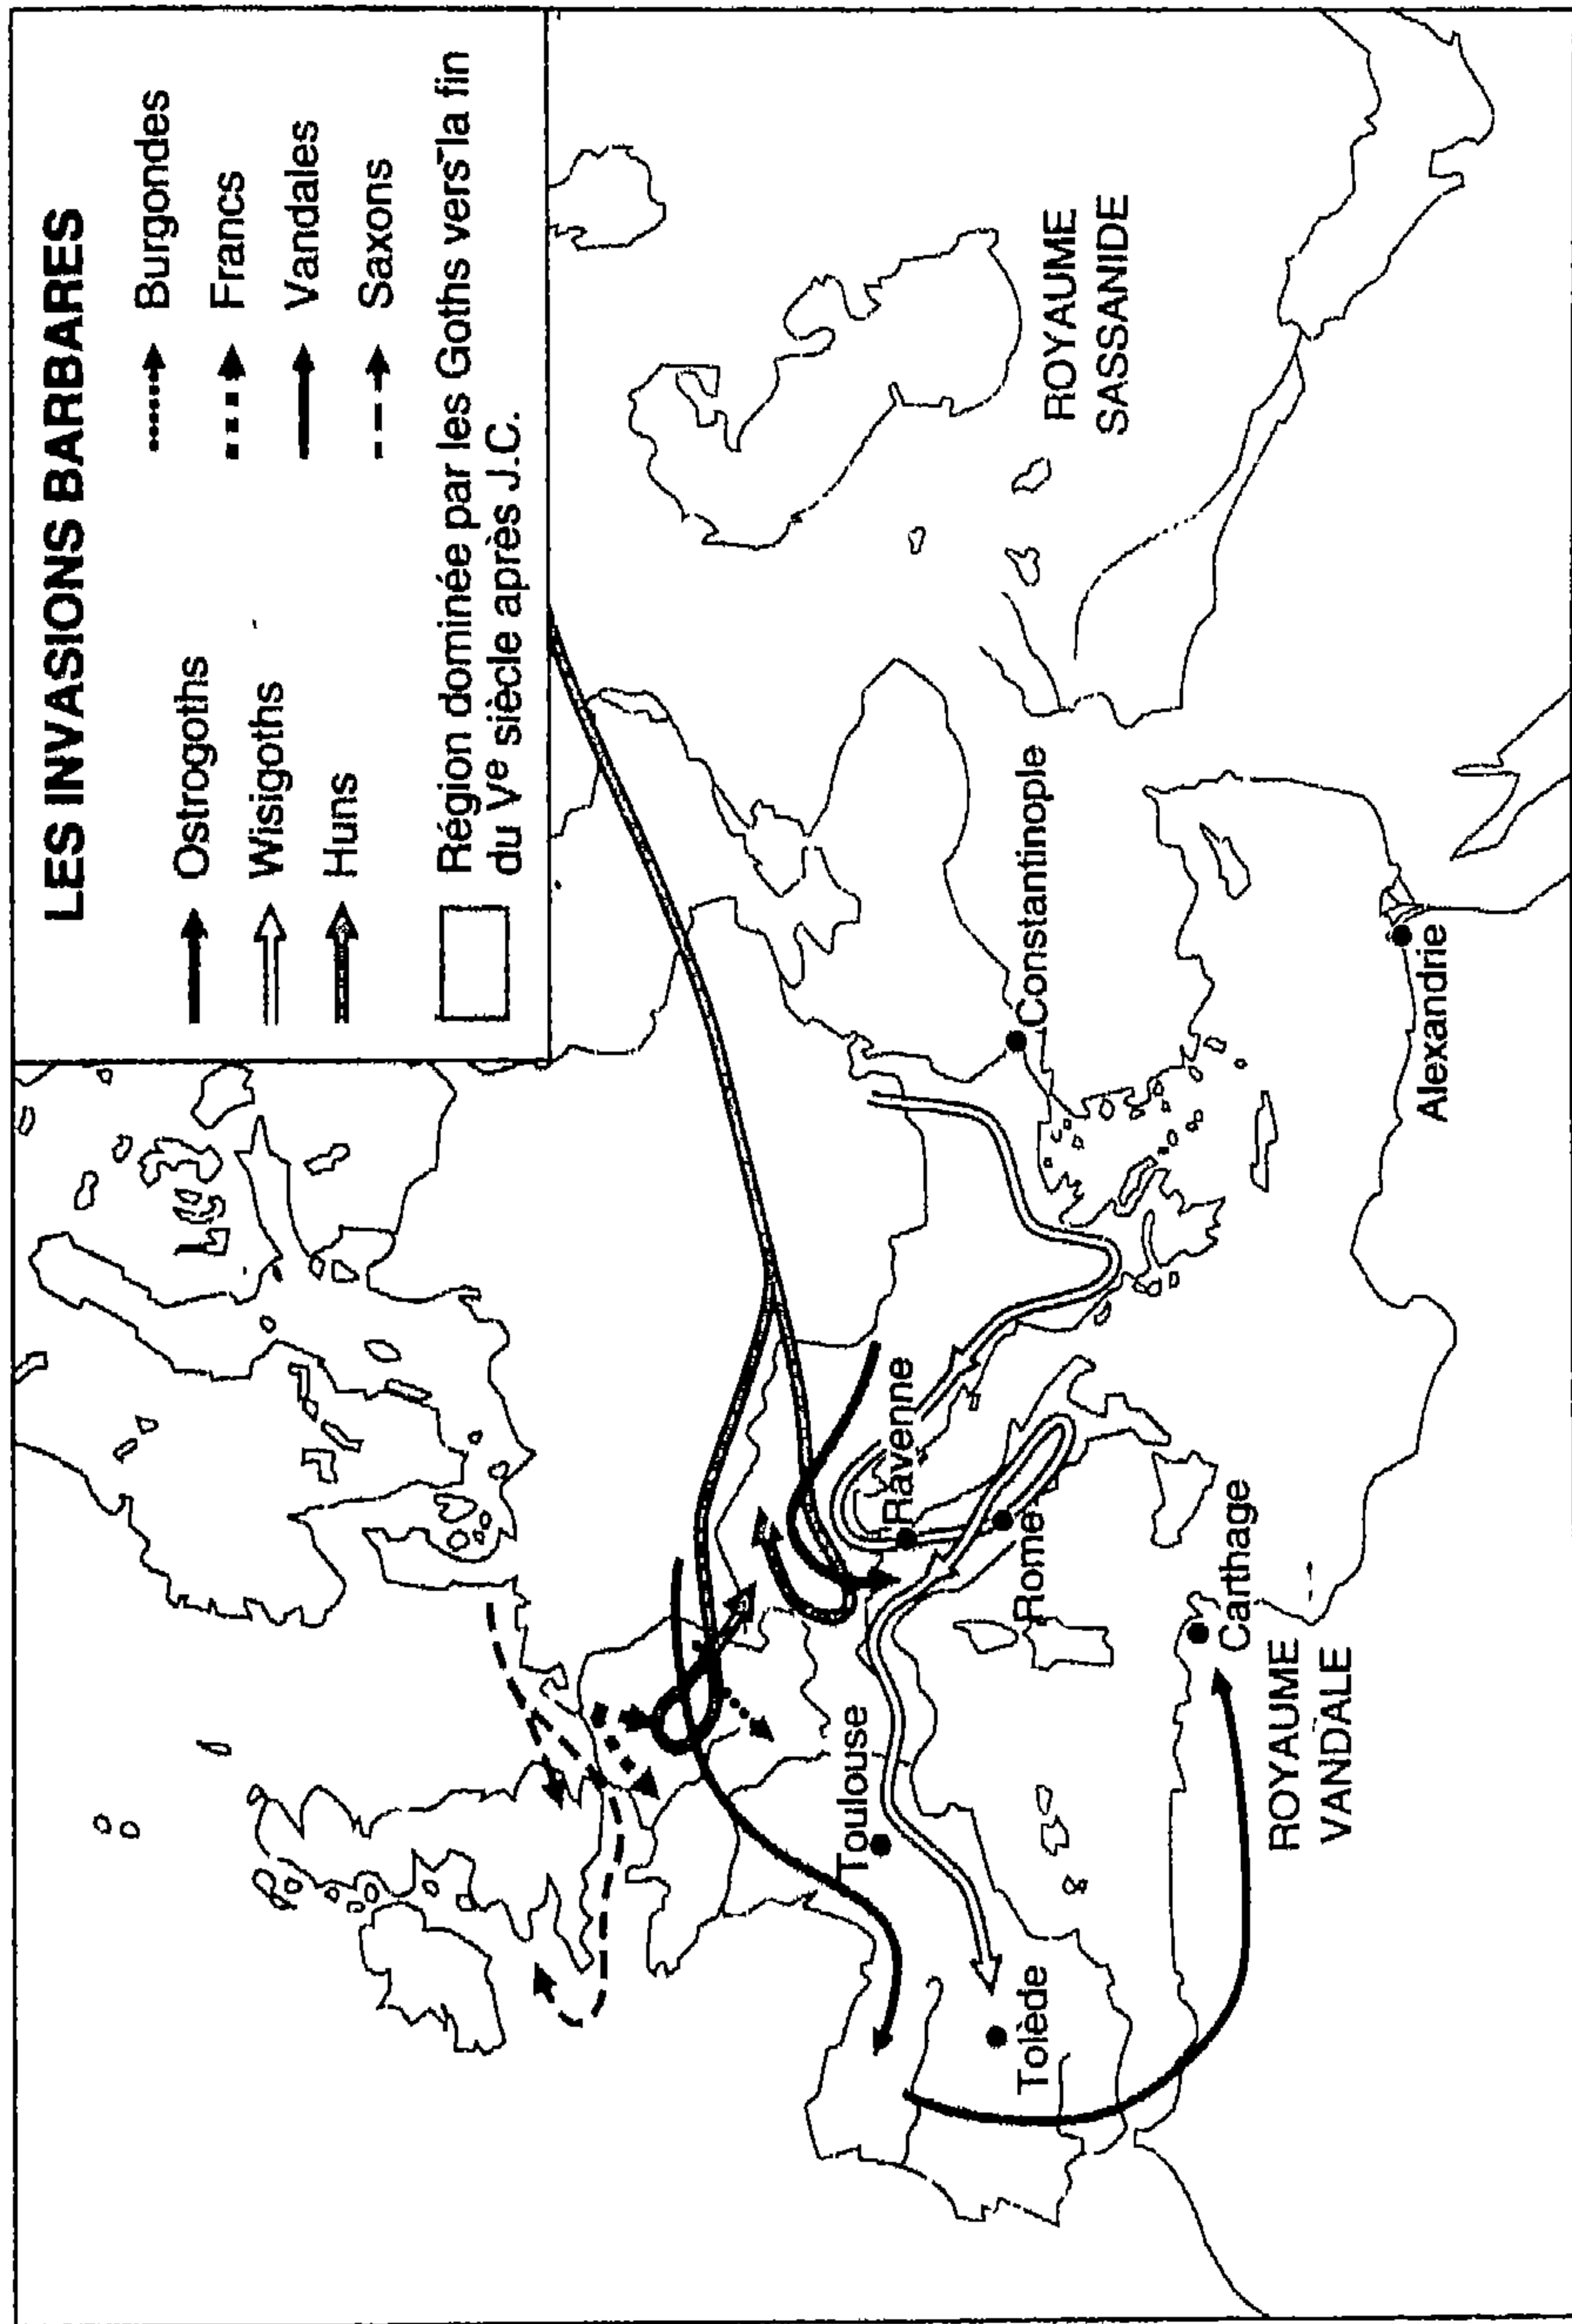 LES INVASIONS BARBARES
Ostrogoths
Wisigoths
Huns
Burgondes
Francs
Vandales
Saxons
Région dominée par les Goths vers la fin
du Ve siècle après J.C.
ROYAUME
SASSANIDE
Constantinople
Alexandrie
Ravenne
Rome
Carthage
ROYAUME
VANDALE
Toulouse
Tolède